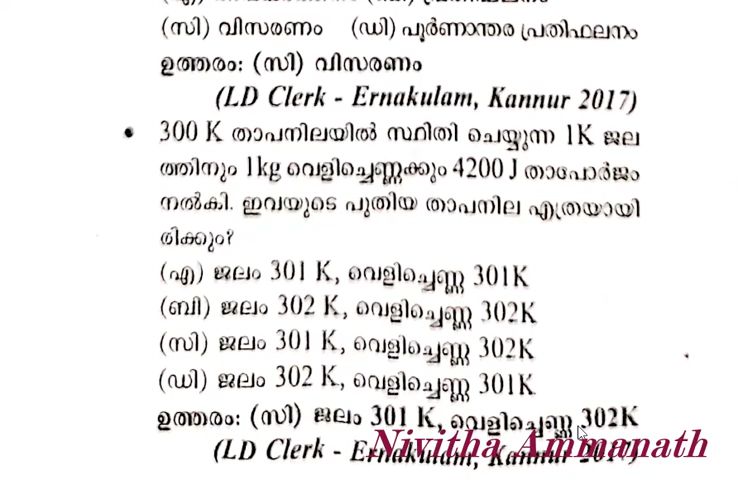 (സി) വിസരണം (ഡി) പൂർണാന്തര പ്രതിഫലനം
ഉത്തരം: (സി) വിസരണം
(LD Clerk - Ernakulam, Kannur 2017)
• 300 K താപനിലയിൽ സ്ഥിതി ചെയ്യുന്ന 1K ജല
ത്തിനും 1kg വെളിച്ചെണ്ണക്കും 4200 J താപോർജം
നൽകി. ഇവയുടെ പുതിയ താപനില എത്രയായി
രിക്കും?
(എ) ജലം 301 K, വെളിച്ചെണ്ണ 301K
(ബി) ജലം 302 K, വെളിച്ചെണ്ണ 302K
(സി) ജലം 301 K, വെളിച്ചെണ്ണ 302K
(ഡി) ജലം 302 K, വെളിച്ചെണ്ണ 301K
ഉത്തരം: (സി) ജലം 301 K, വെളിച്ചെണ്ണ 302K
Nivitha Ammanath
(LD Clerk - Ernakulam, Kannur 2017)